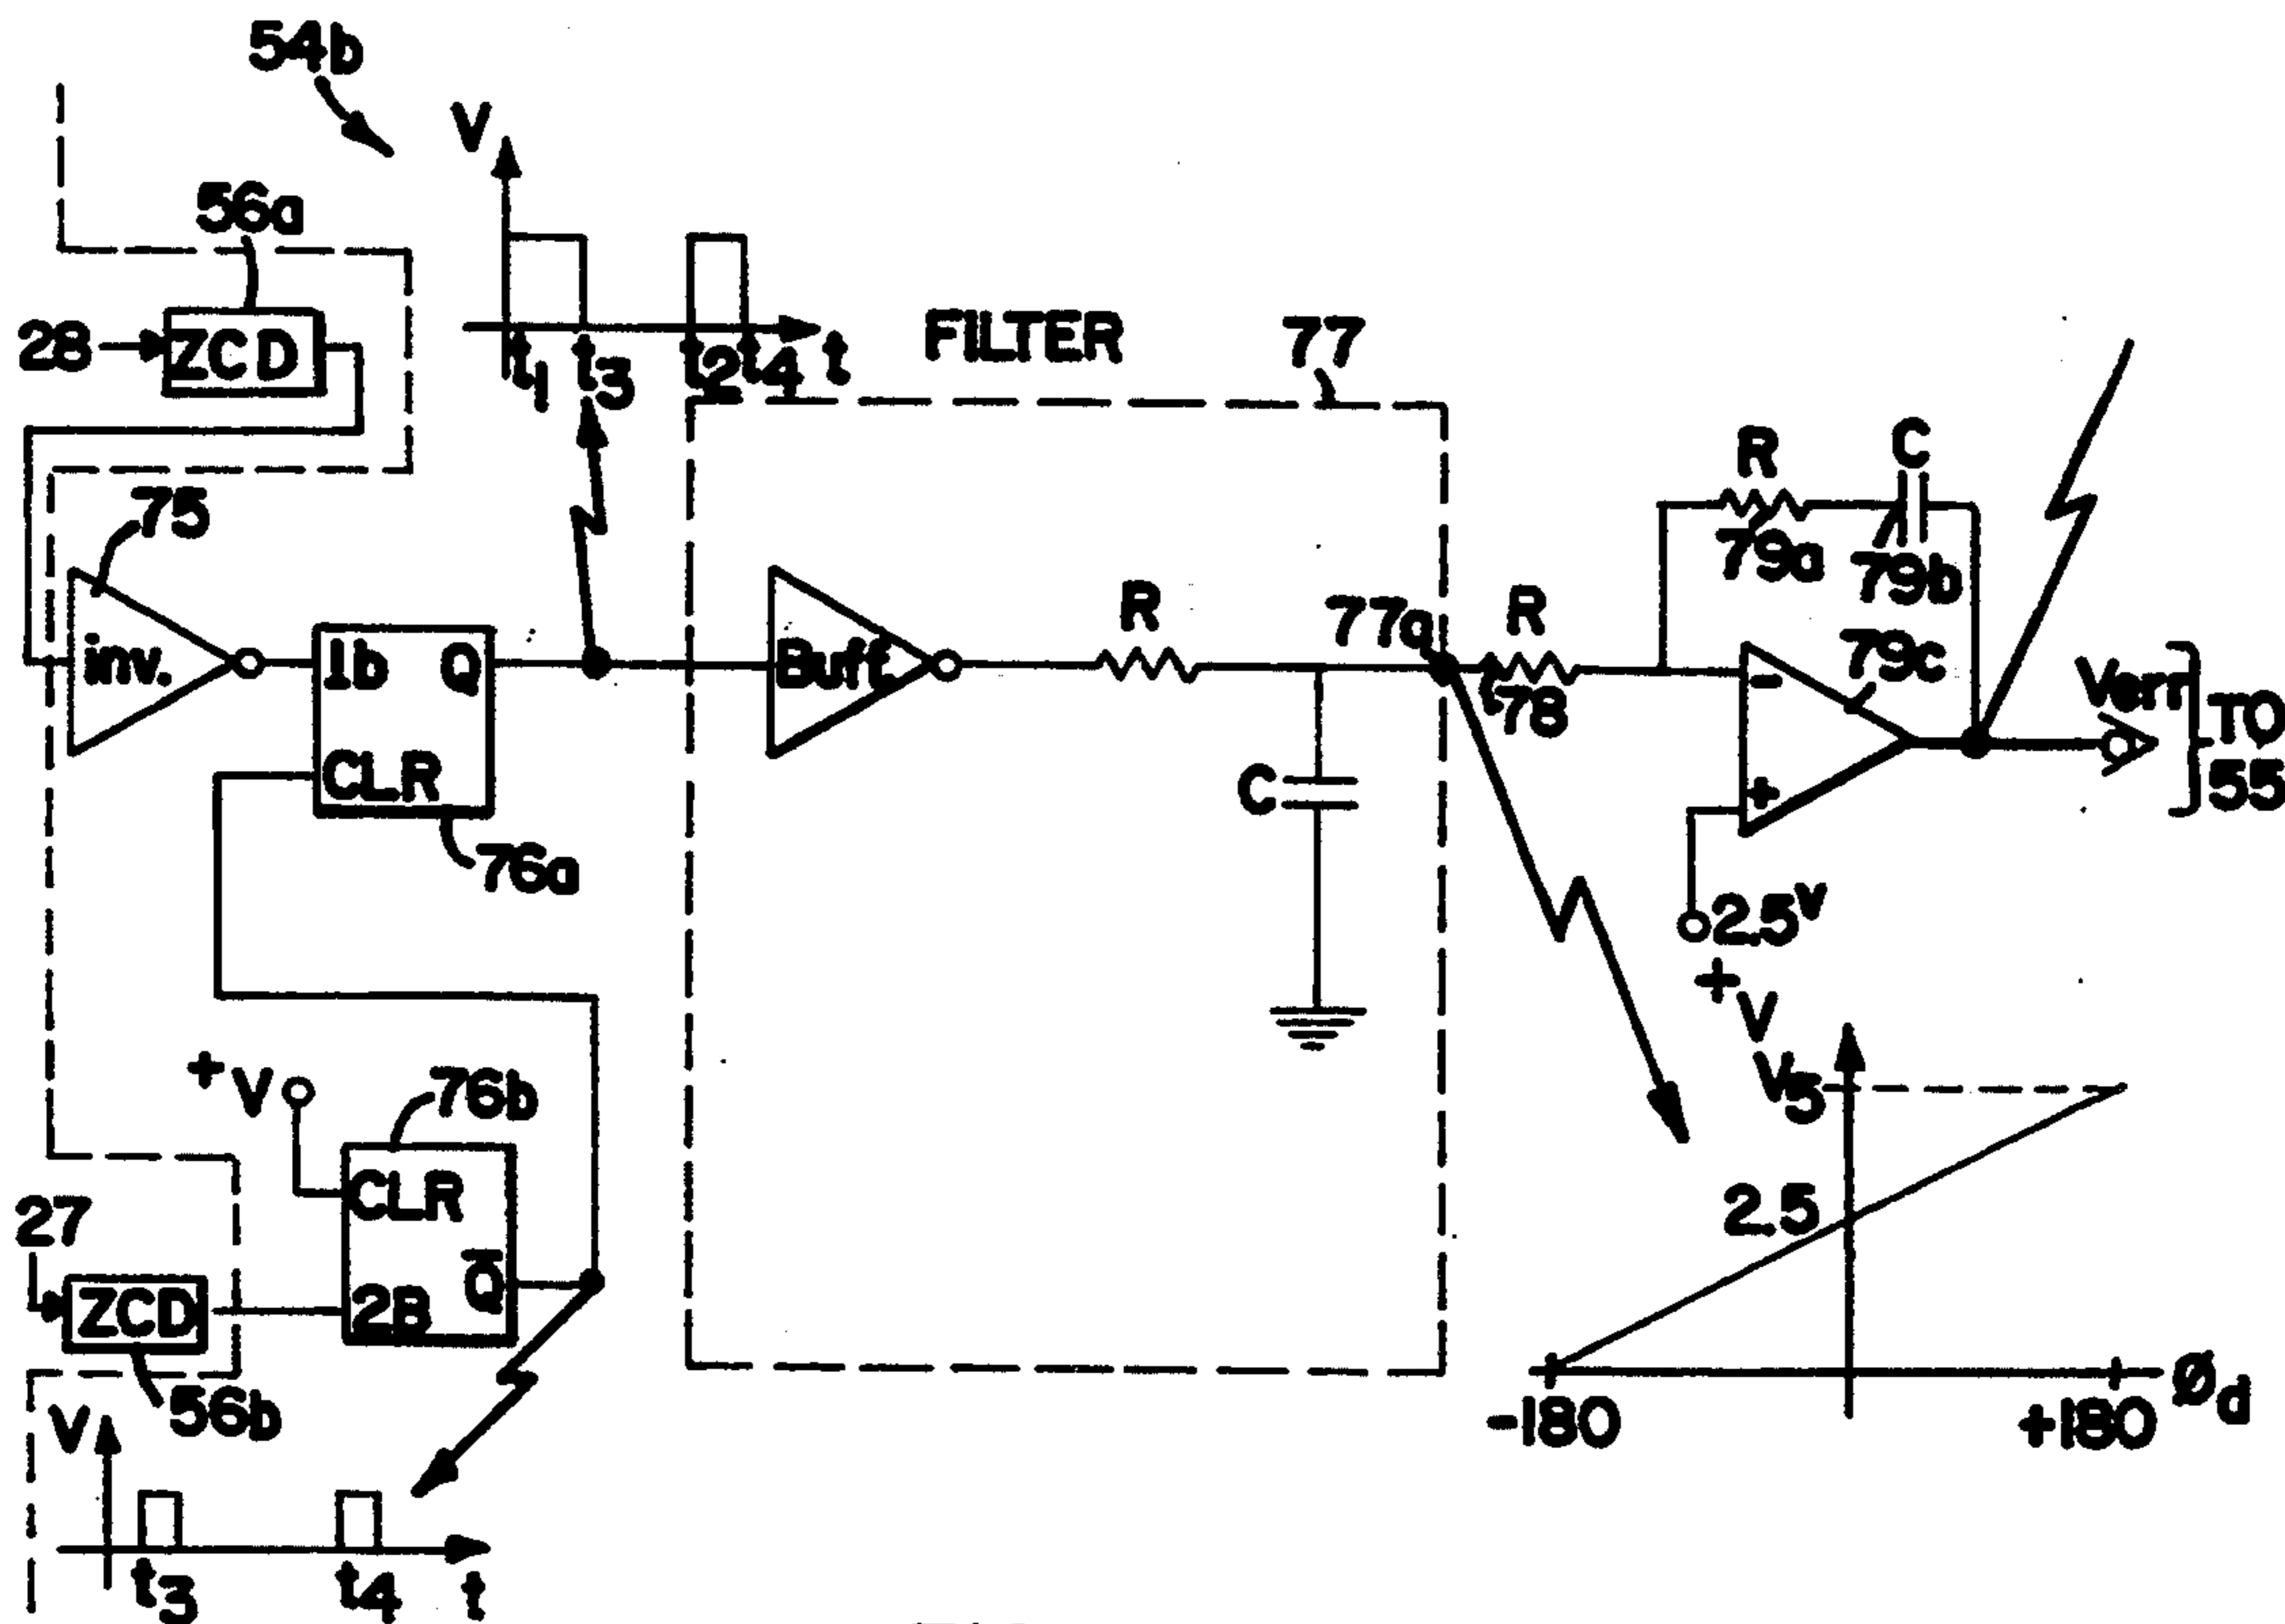 54b
V
56a
28
ZCD
t1 t3 t2 t4 t
FILTER
77
75
inv.
1b Q
CLR
76a
Buff
R
77a
R
78
C
R
C
79a
79b
79c
-
+
2.5V
Verr
TO
55
+V
76b
CLR
2B Q̅
27
ZCD
56b
V
t3 t4 t
+V
V5
2.5
-180
+180
Ød